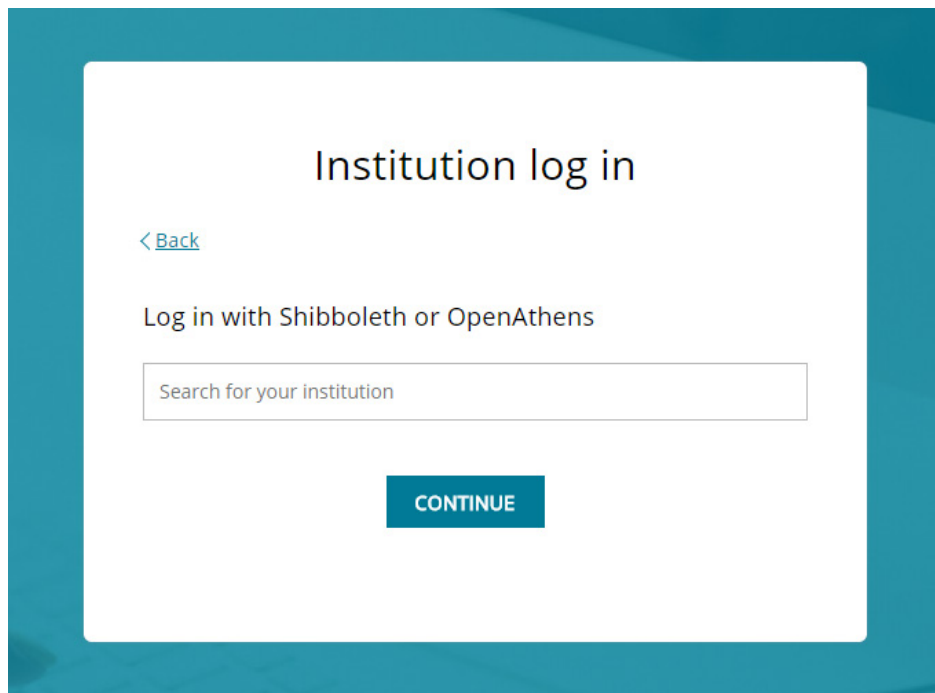 Institution log in
Back
Log in with Shibboleth or OpenAthens
Search for your institution
CONTINUE